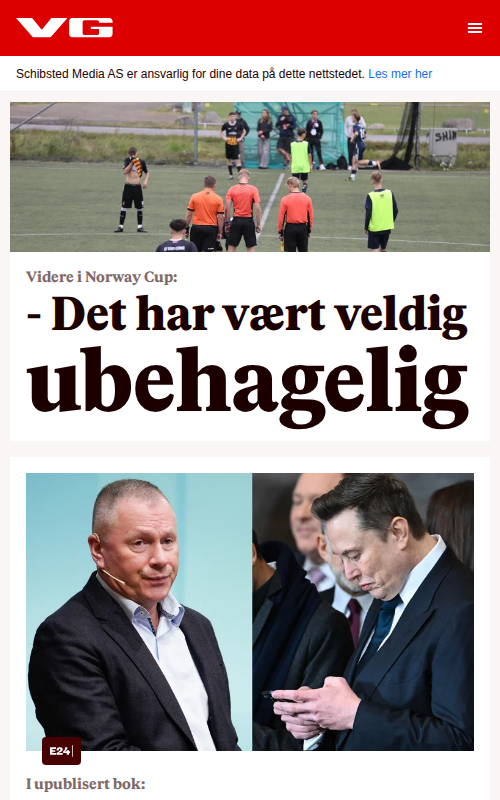 VG
Schibsted Media AS er ansvarlig for dine data på dette nettstedet. Les mer her
SHIN
Videre i Norway Cup:
- Det har vært veldig
ubehagelig
E24
I upublisert bok: